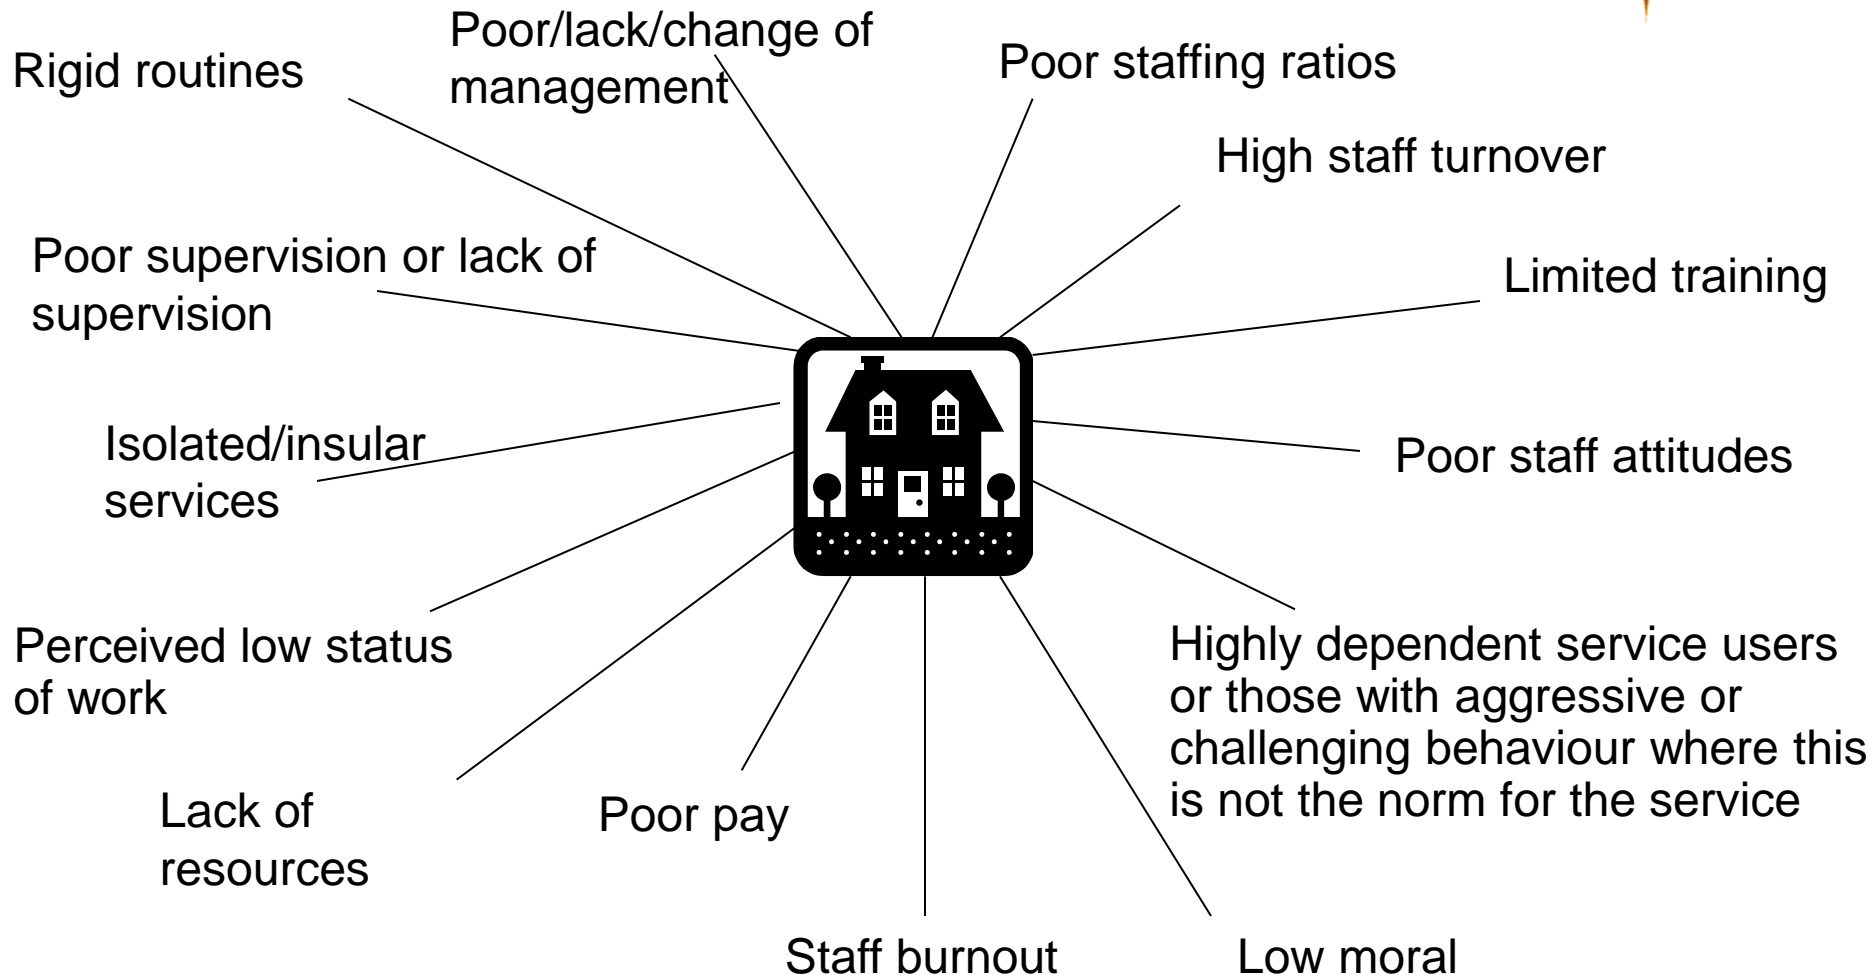 Poor/lack/change of
management
Rigid routines
Poor staffing ratios
High staff turnover
Poor supervision or lack of
supervision
Limited training
Isolated/insular
services
Poor staff attitudes
Perceived low status
of work
Highly dependent service users
or those with aggressive or
challenging behaviour where this
is not the norm for the service
Lack of
resources
Poor pay
Staff burnout
Low moral